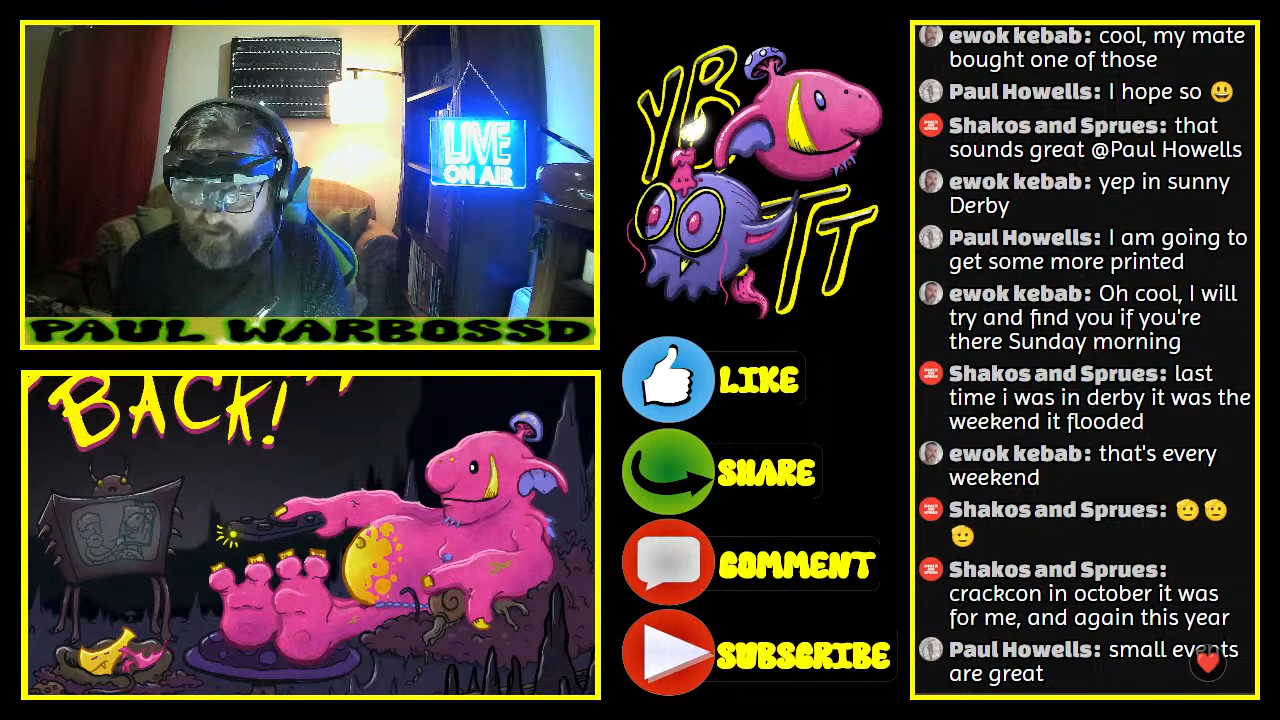 LIVE
ON AIR
PAUL WARBOSSD
BACK!"
YB
TT
LIKE
SHARE
COMMENT
SUBSCRIBE
ewok kebab: cool, my mate
bought one of those
Paul Howells: I hope so 😃
Shakos and Sprues: that
sounds great @Paul Howells
ewok kebab: yep in sunny
Derby
Paul Howells: I am going to
get some more printed
ewok kebab: Oh cool, I will
try and find you if you're
there Sunday morning
Shakos and Sprues: last
time i was in derby it was the
weekend it flooded
ewok kebab: that's every
weekend
Shakos and Sprues: 🫡🫡
🫡
Shakos and Sprues:
crackcon in october it was
for me, and again this year
Paul Howells: small events
are great